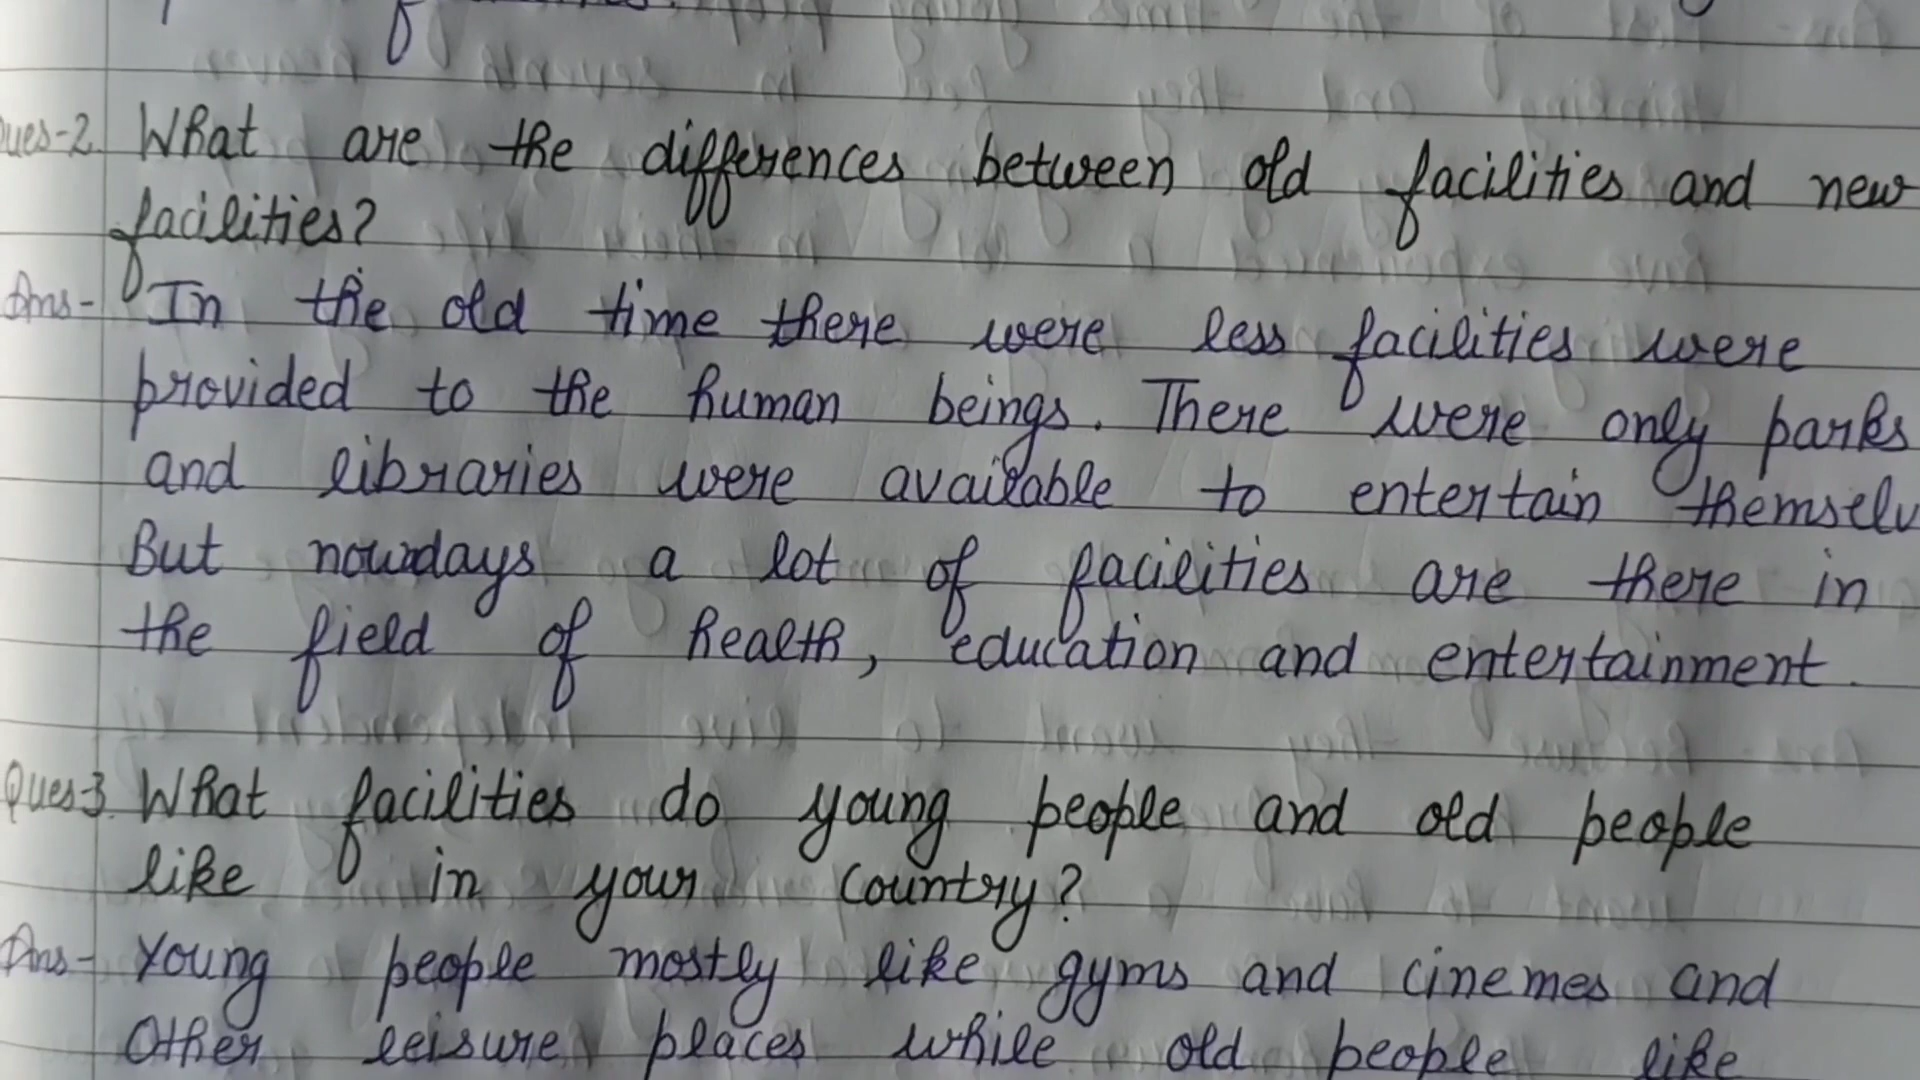 Ques-2. What are the differences between old facilities and new
facilities?
Ans- In the old time there were less facilities were
provided to the human beings. There were only parks
and libraries were available to entertain themselv
But nowdays a lot of facilities are there in
the field of health, education and entertainment.
Ques3. What facilities do young people and old people
like in your country?
Ans- Young people mostly like gyms and cinemes and
Other leisure places while old people like